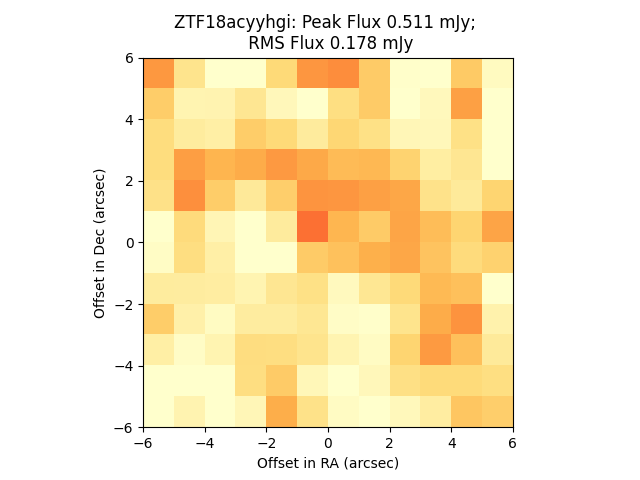 ZTF18acyyhgi: Peak Flux 0.511 mJy;
RMS Flux 0.178 mJy
6
4
2
0
−2
−4
−6
Offset in Dec (arcsec)
−6 −4 −2 0 2 4 6
Offset in RA (arcsec)